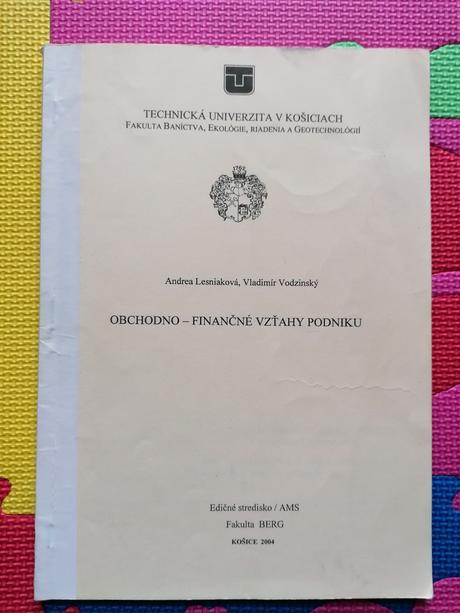 TECHNICKÁ UNIVERZITA V KOŠICIACH
FAKULTA BANÍCTVA, EKOLÓGIE, RIADENIA A GEOTECHNOLÓGIÍ
Andrea Lesniaková, Vladimír Vodzinský
OBCHODNO – FINANČNÉ VZŤAHY PODNIKU
Edičné stredisko / AMS
Fakulta BERG
KOŠICE 2004